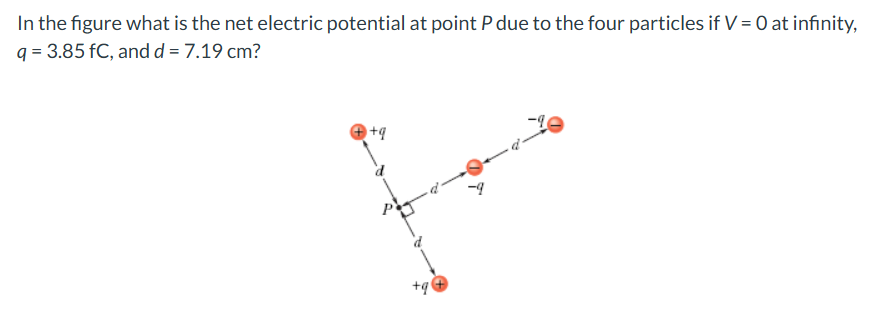 In the figure what is the net electric potential at point P due to the four particles if V = 0 at infinity,
q = 3.85 fC, and d = 7.19 cm?
+q
-q
d
d
d
-q
P
d
+q